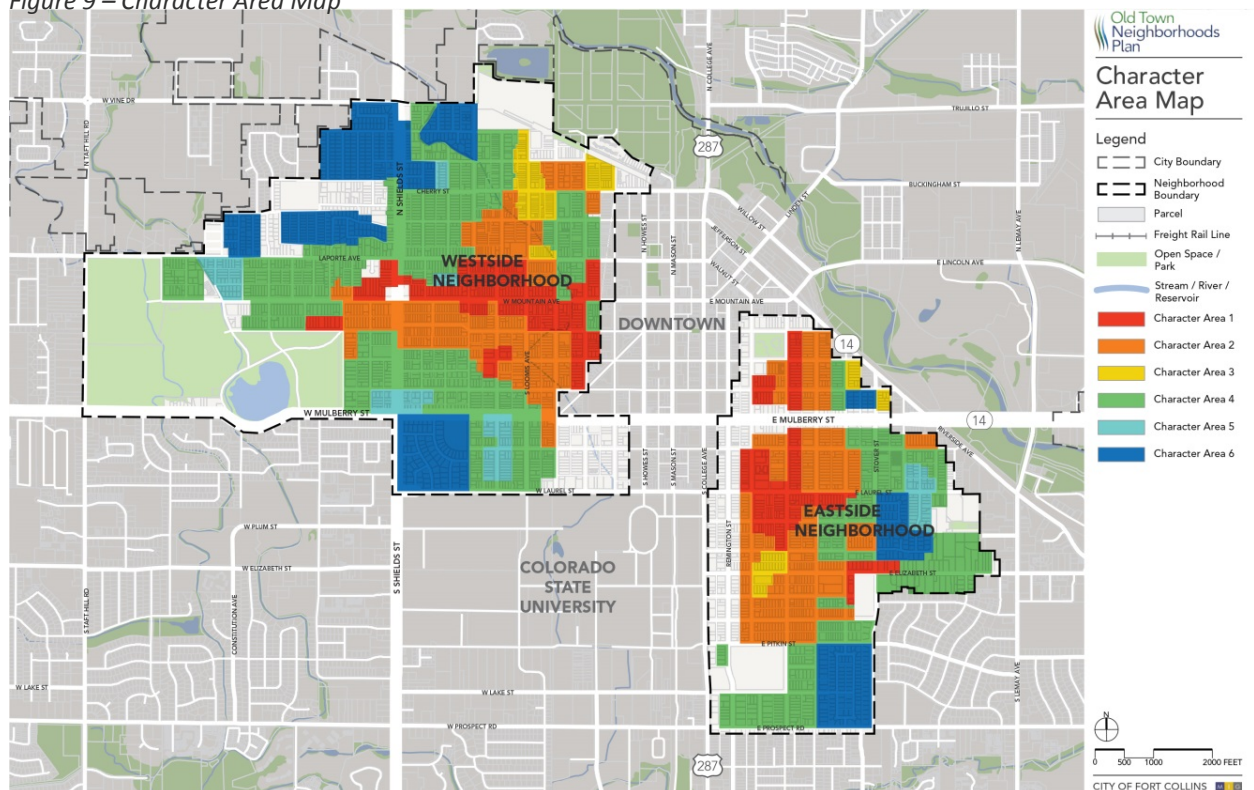 Figure 9 – Character Area Map
Old Town
Neighborhoods
Plan
Character
Area Map
Legend
City Boundary
Neighborhood
Boundary
Parcel
Freight Rail Line
Open Space /
Park
Stream / River /
Reservoir
Character Area 1
Character Area 2
Character Area 3
Character Area 4
Character Area 5
Character Area 6
N
0 500 1000 2000 FEET
CITY OF FORT COLLINS
W VINE DR
N TAFT HILL RD
N SHIELDS ST
CHERRY ST
LAPORTE AVE
WESTSIDE
NEIGHBORHOOD
W MOUNTAIN AVE
S LOOMIS AVE
W MULBERRY ST
W LAUREL ST
N COLLEGE AVE
287
TRUJILLO ST
BUCKINGHAM ST
WILLOW ST
LINDEN ST
JEFFERSON ST
WALNUT ST
N HOWES ST
N MASON ST
E LINCOLN AVE
N LEMAY AVE
E MOUNTAIN AVE
DOWNTOWN
14
E MULBERRY ST
14
RIVERSIDE AVE
S HOWES ST
S MASON ST
S COLLEGE AVE
STOVER ST
E LAUREL ST
EASTSIDE
NEIGHBORHOOD
REMINGTON ST
E ELIZABETH ST
E PITKIN ST
E PROSPECT RD
S LEMAY AVE
COLORADO
STATE
UNIVERSITY
W PLUM ST
W ELIZABETH ST
S SHIELDS ST
S TAFT HILL RD
CONSTITUTION AVE
W LAKE ST
W LAKE ST
W PROSPECT RD
287